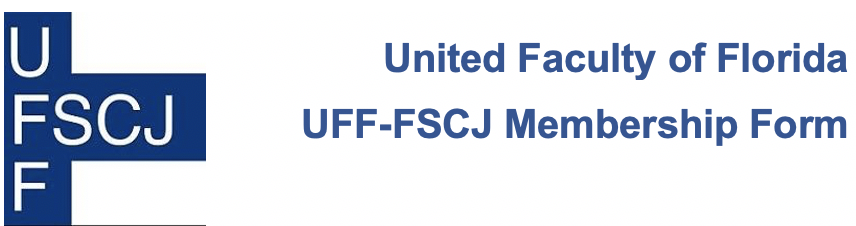 U
FSCJ
F
United Faculty of Florida
UFF-FSCJ Membership Form